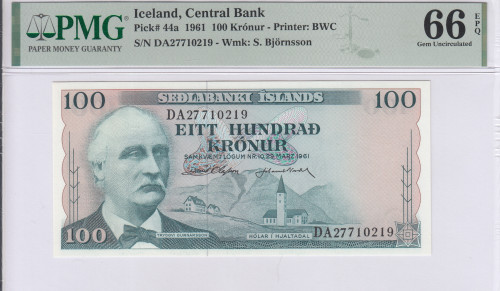 PMG
PAPER MONEY GUARANTY
Iceland, Central Bank
Pick# 44a 1961 100 Krónur - Printer: BWC
S/N DA27710219 - Wmk: S. Björnsson
66 EPQ
Gem Uncirculated
100
SEÐLABANKI ÍSLANDS
100
DA27710219
EITT HUNDRAÐ
KRÓNUR
SAMKVÆMT LÖGUM NR. 10, 29. MARZ 1961
100
TRYGGVI GUNNARSSON
HÓLAR Í HJALTADAL
DA27710219